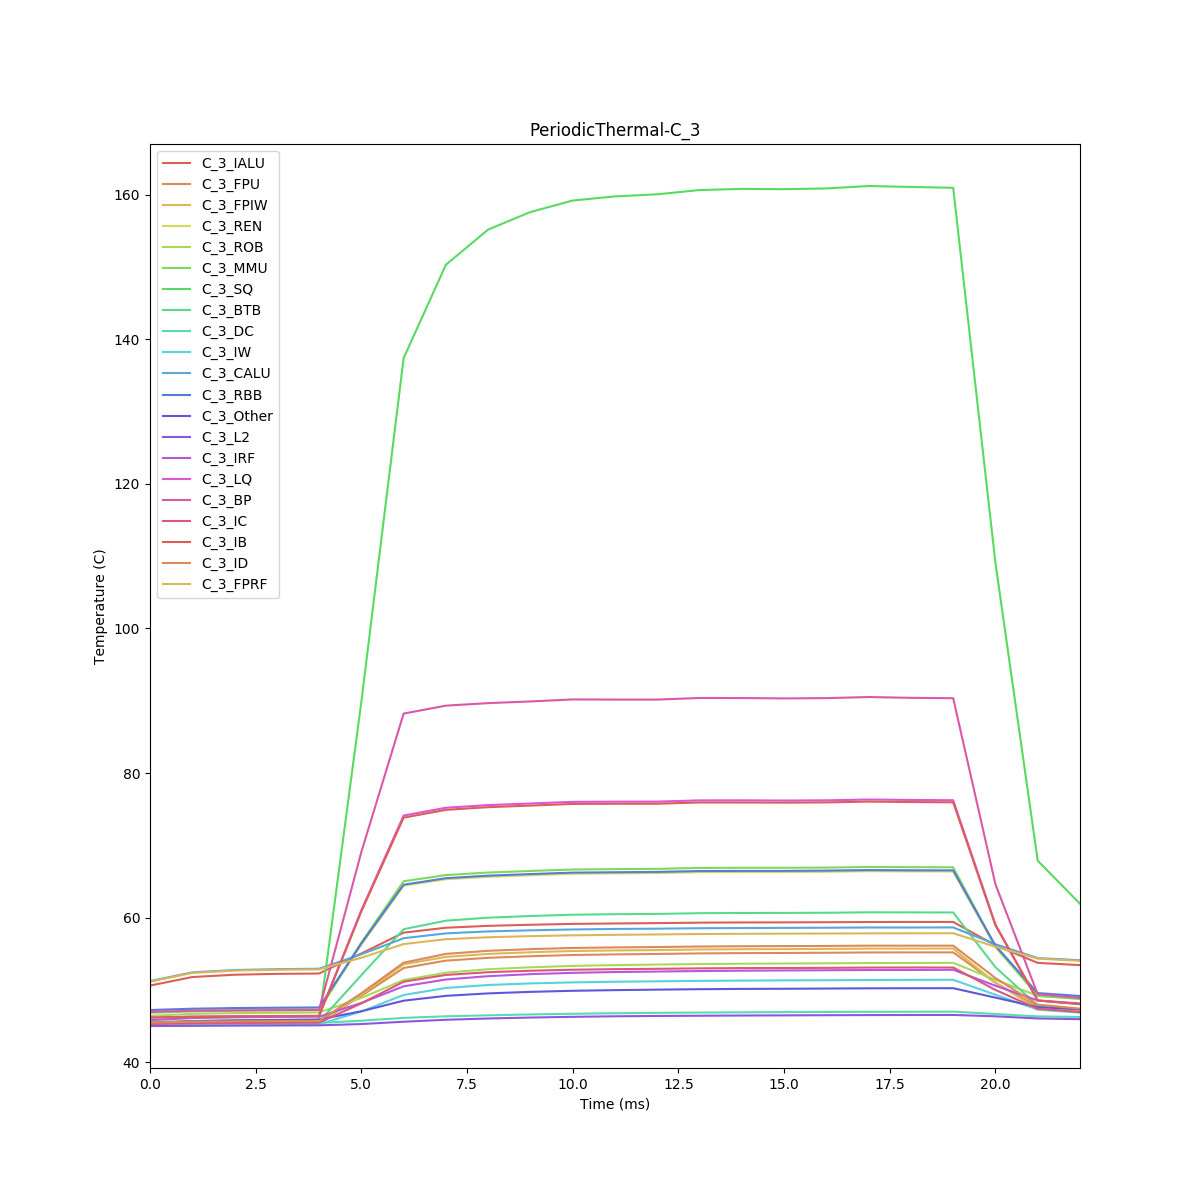 PeriodicThermal-C_3
C_3_IALU
C_3_FPU
C_3_FPIW
C_3_REN
C_3_ROB
C_3_MMU
C_3_SQ
C_3_BTB
C_3_DC
C_3_IW
C_3_CALU
C_3_RBB
C_3_Other
C_3_L2
C_3_IRF
C_3_LQ
C_3_BP
C_3_IC
C_3_IB
C_3_ID
C_3_FPRF
160
140
120
100
80
60
40
Temperature (C)
0.0 2.5 5.0 7.5 10.0 12.5 15.0 17.5 20.0
Time (ms)